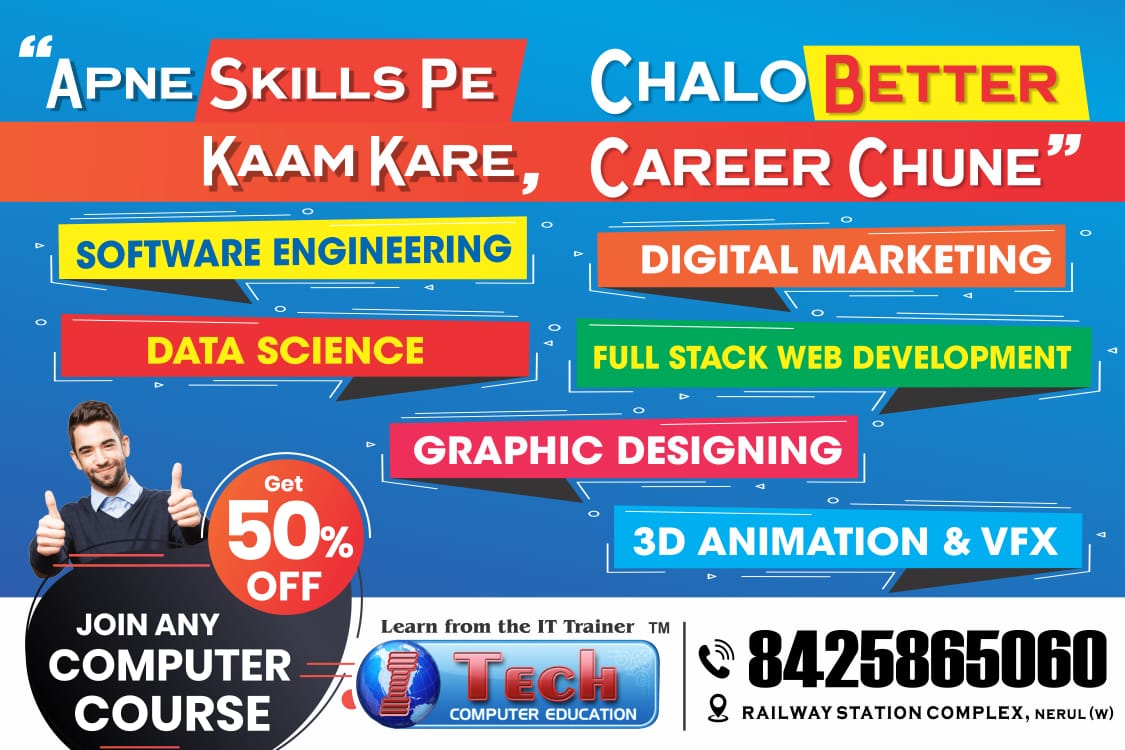 “APNE SKILLS PE
KAAM KARE,
CHALO BETTER
CAREER CHUNE”
SOFTWARE ENGINEERING
DIGITAL MARKETING
DATA SCIENCE
FULL STACK WEB DEVELOPMENT
GRAPHIC DESIGNING
3D ANIMATION & VFX
Get
50%
OFF
JOIN ANY
COMPUTER
COURSE
Learn from the IT Trainer TM
I TECH
COMPUTER EDUCATION
8425865060
RAILWAY STATION COMPLEX, NERUL (W)